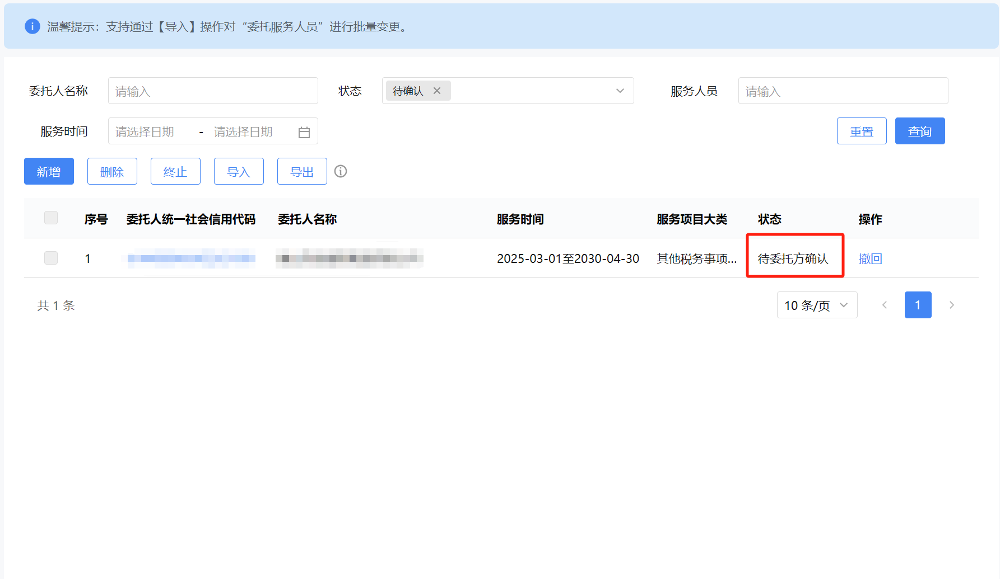 温馨提示：支持通过【导入】操作对“委托服务人员”进行批量变更。
委托人名称 请输入 状态 待确认 服务人员 请输入
服务时间 请选择日期 - 请选择日期 重置 查询
新增 删除 终止 导入 导出
序号 委托人统一社会信用代码 委托人名称 服务时间 服务项目大类 状态 操作
1 2025-03-01至2030-04-30 其他税务事项... 待委托方确认 撤回
共 1 条 10 条/页 1